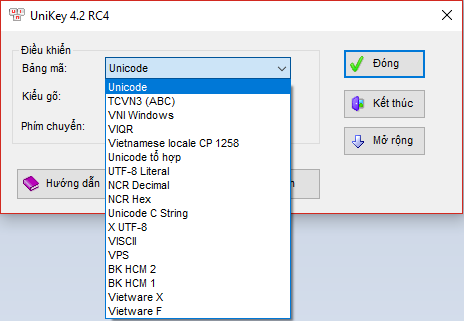 UniKey 4.2 RC4
Điều khiển
Bảng mã:
Unicode
Đóng
Kiểu gõ:
Kết thúc
Phím chuyển:
Mở rộng
Hướng dẫn
Unicode
TCVN3 (ABC)
VNI Windows
VIQR
Vietnamese locale CP 1258
Unicode tổ hợp
UTF-8 Literal
NCR Decimal
NCR Hex
Unicode C String
X UTF-8
VISCII
VPS
BK HCM 2
BK HCM 1
Vietware X
Vietware F